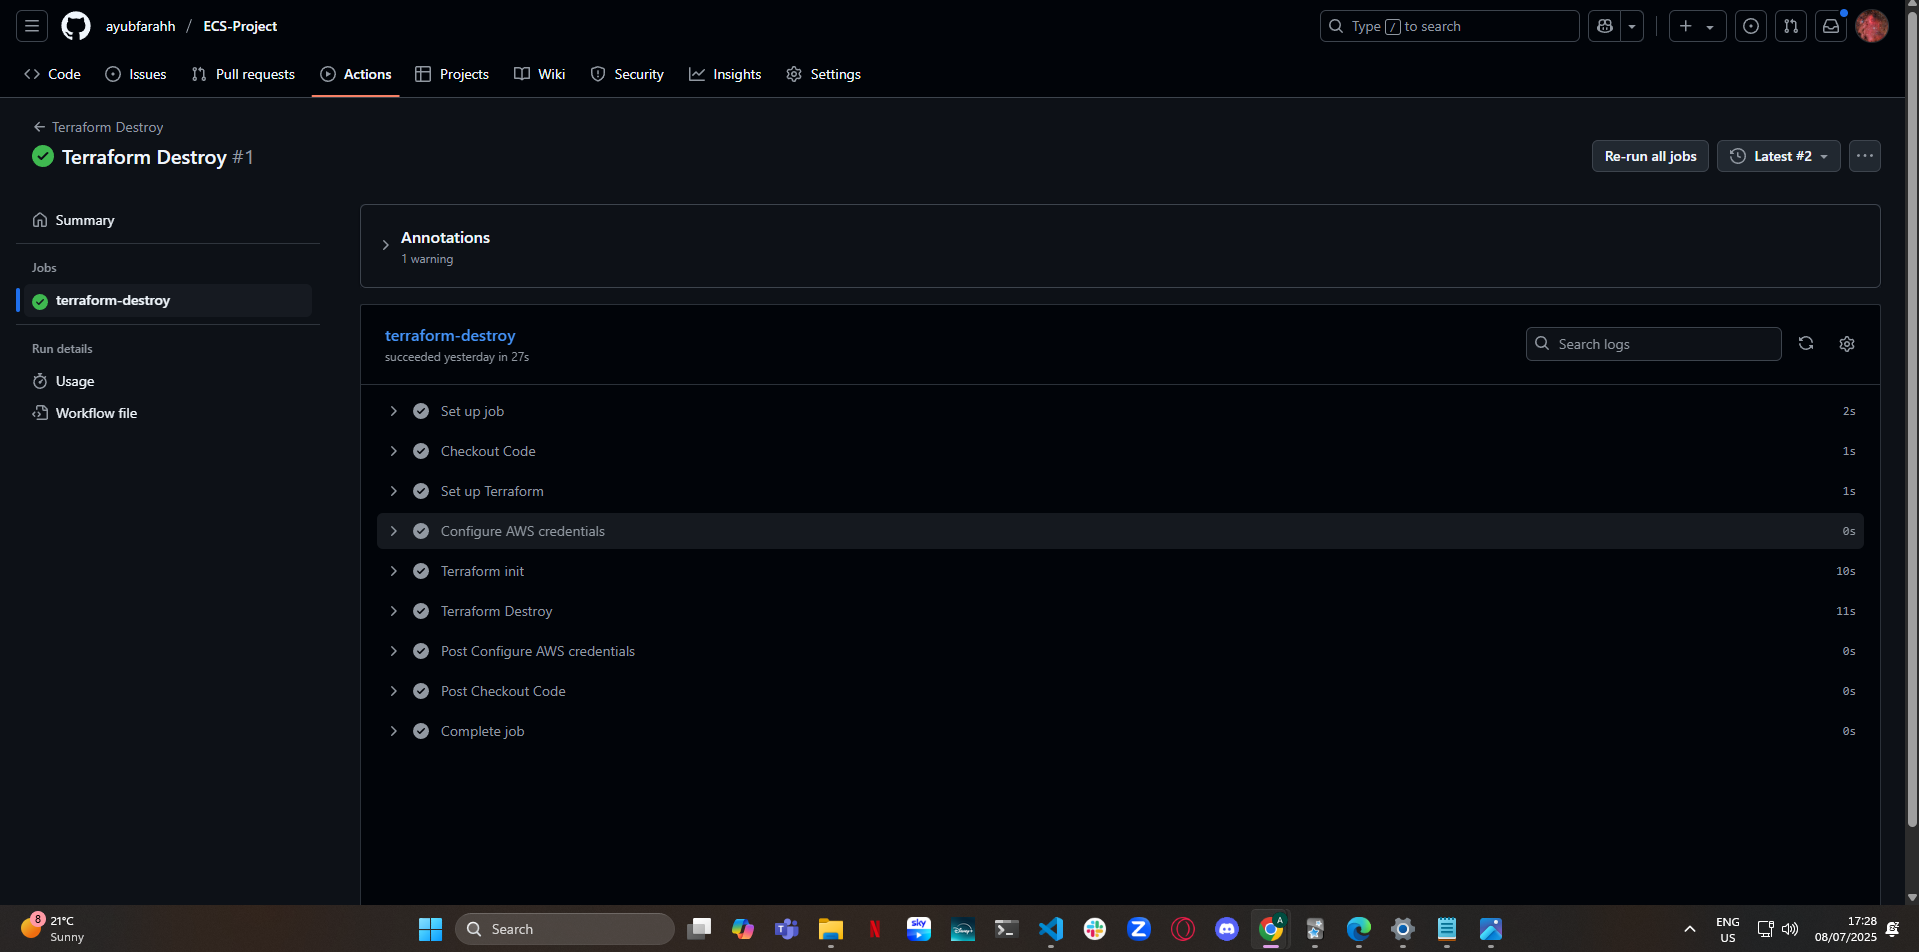 ayubfarahh / ECS-Project
Type / to search
Code
Issues
Pull requests
Actions
Projects
Wiki
Security
Insights
Settings
Terraform Destroy
Terraform Destroy #1
Re-run all jobs
Latest #2
Summary
Jobs
terraform-destroy
Run details
Usage
Workflow file
Annotations
1 warning
terraform-destroy
succeeded yesterday in 27s
Search logs
Set up job 2s
Checkout Code 1s
Set up Terraform 1s
Configure AWS credentials 0s
Terraform init 10s
Terraform Destroy 11s
Post Configure AWS credentials 0s
Post Checkout Code 0s
Complete job 0s
8
21°C
Sunny
Search
sky
Disney+
A
ENG
US
17:28
08/07/2025